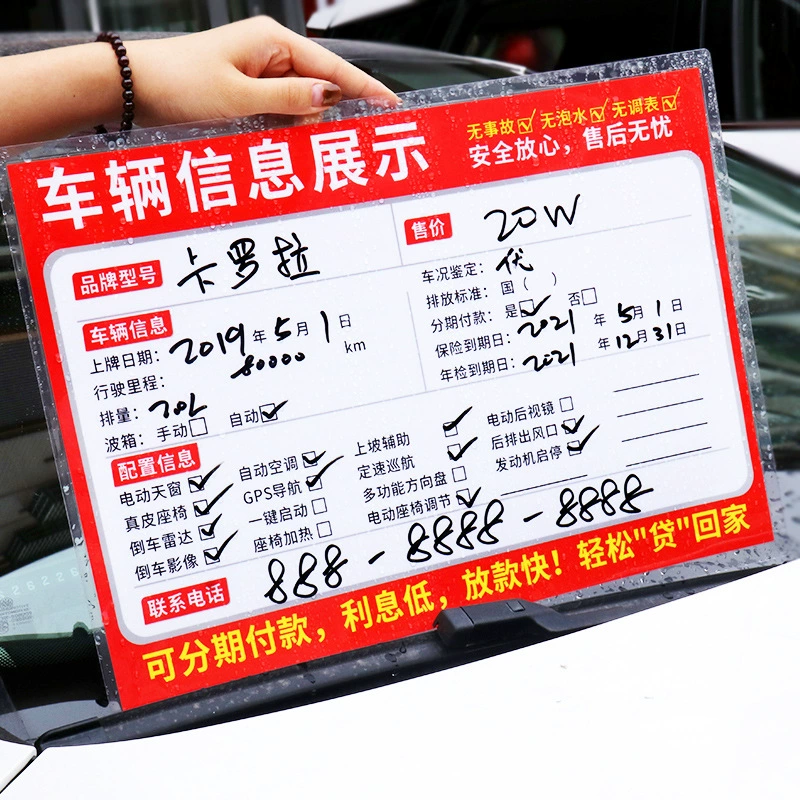 无事故☑ 无泡水☑ 无调表☑
车辆信息展示
安全放心，售后无忧
品牌型号 卡罗拉
售价 20W
车辆信息
上牌日期： 2019年5月1日
行驶里程： 80000 km
排量： 2.0L
波箱： 手动☐ 自动☑
车况鉴定： 优
排放标准： 国（ ）
分期付款： 是☑ 否☐
保险到期日： 2021年5月1日
年检到期日： 2021年12月31日
配置信息
电动天窗☑
真皮座椅☑
倒车雷达☑
倒车影像☑
自动空调☑
GPS导航☑
一键启动☐
座椅加热☐
上坡辅助☑
定速巡航☑
多功能方向盘☐
电动座椅调节☑
电动后视镜☐
后排出风口☑
发动机启停☑
联系电话 888-8888-8888
可分期付款，利息低，放款快！轻松"贷"回家